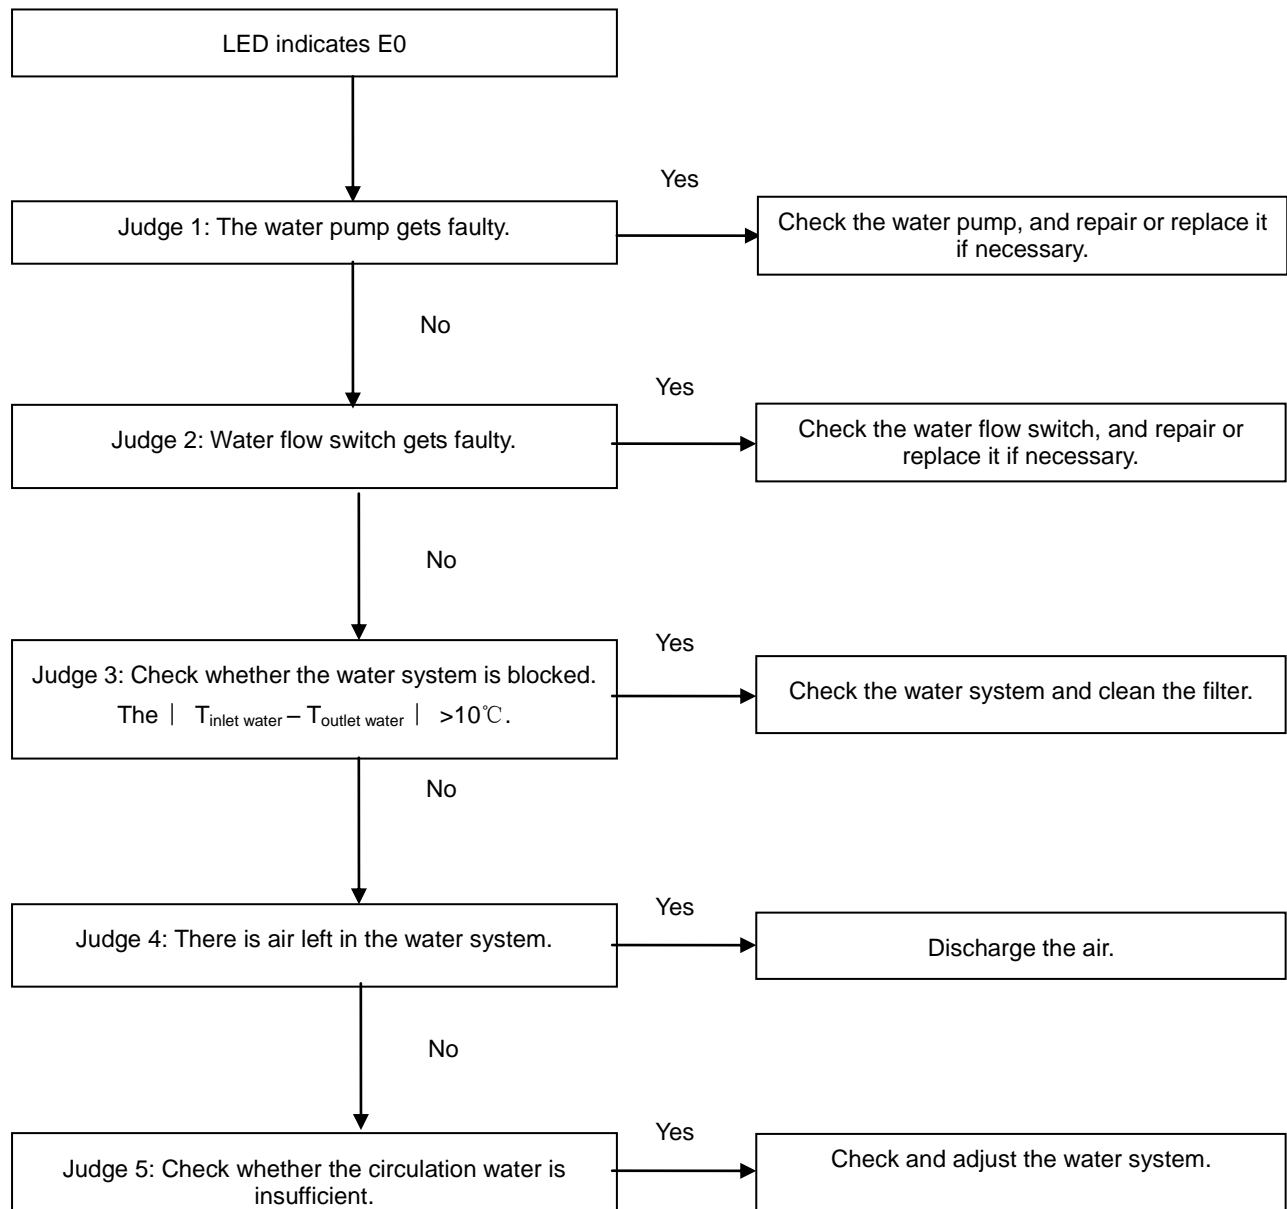 LED indicates E0
Yes
Judge 1: The water pump gets faulty.
Check the water pump, and repair or replace it
if necessary.
No
Yes
Judge 2: Water flow switch gets faulty.
Check the water flow switch, and repair or
replace it if necessary.
No
Yes
Judge 3: Check whether the water system is blocked.
The｜ Tinlet water – Toutlet water｜ >10℃.
Check the water system and clean the filter.
No
Yes
Judge 4: There is air left in the water system.
Discharge the air.
No
Yes
Judge 5: Check whether the circulation water is
insufficient.
Check and adjust the water system.